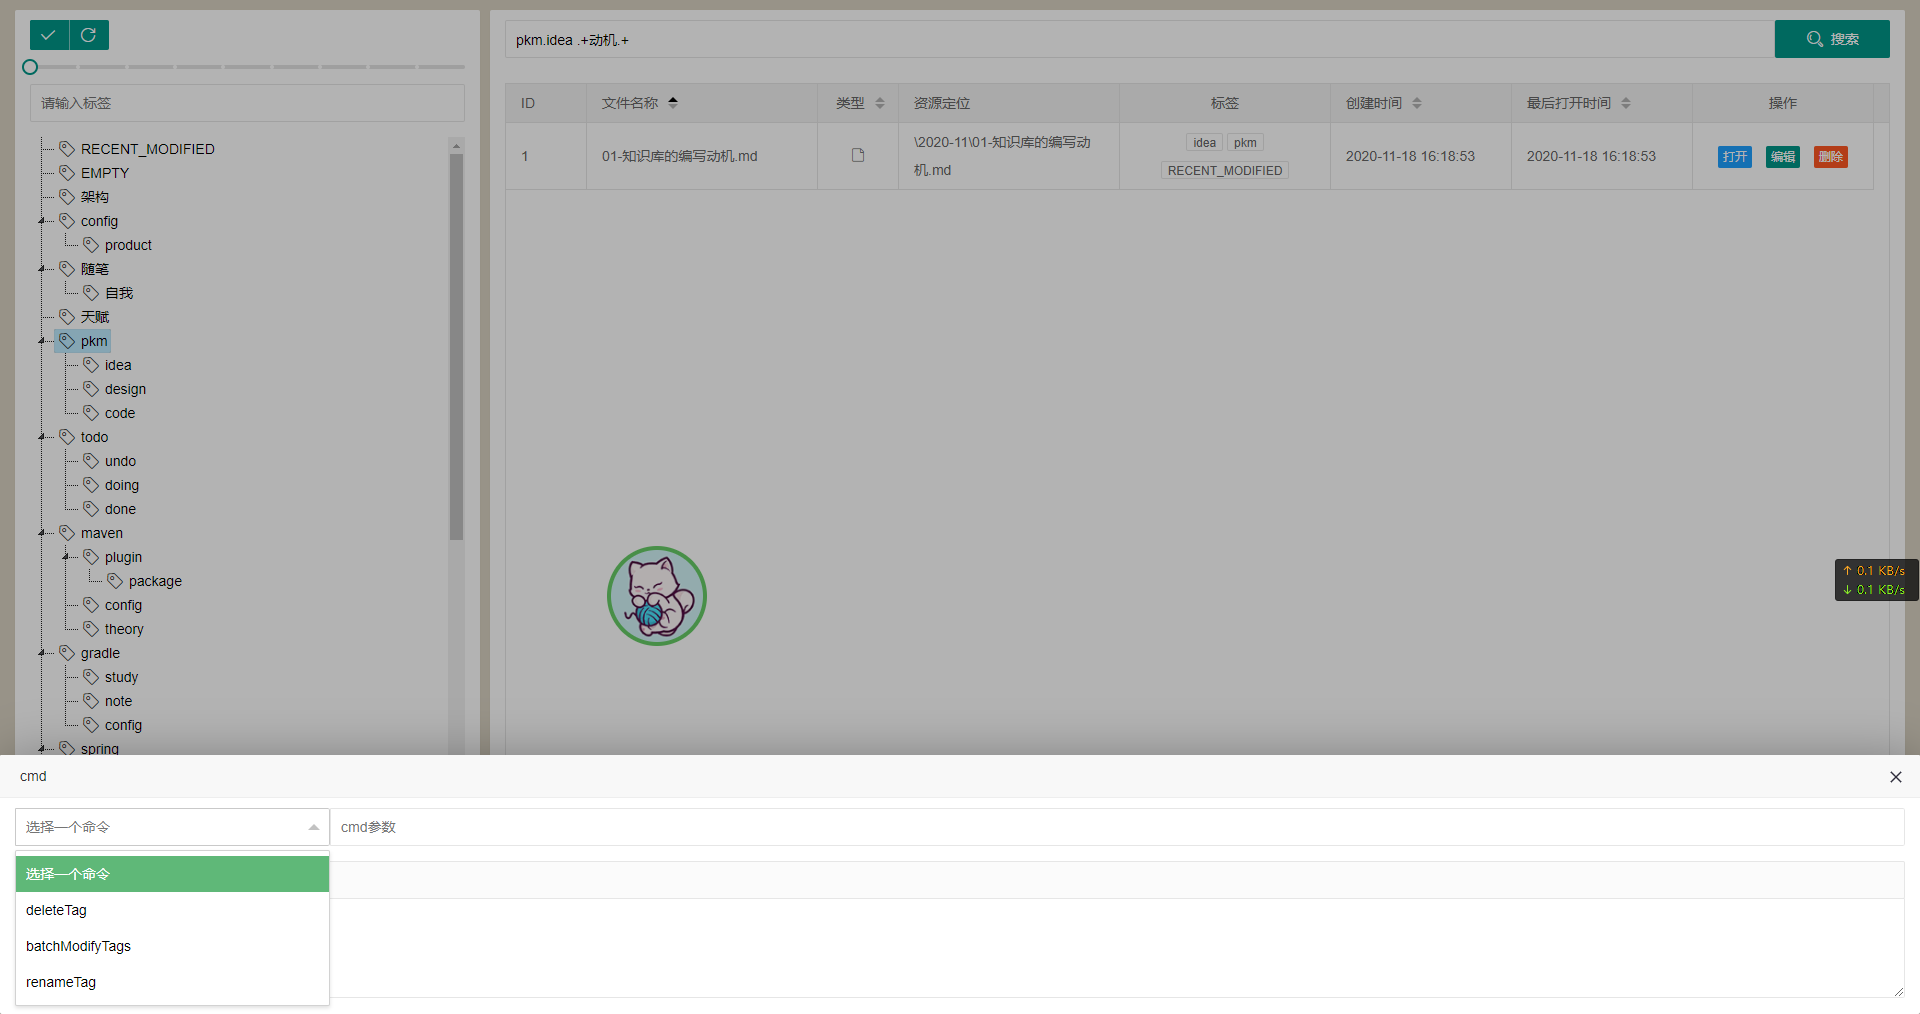 pkm.idea .+动机.+
搜索
请输入标签
RECENT_MODIFIED
EMPTY
架构
config
product
随笔
自我
天赋
pkm
idea
design
code
todo
undo
doing
done
maven
plugin
package
config
theory
gradle
study
note
config
spring
ID 文件名称 类型 资源定位 标签 创建时间 最后打开时间 操作
1 01-知识库的编写动机.md \2020-11\01-知识库的编写动机.md idea pkm RECENT_MODIFIED 2020-11-18 16:18:53 2020-11-18 16:18:53 打开 编辑 删除
↑ 0.1 KB/s
↓ 0.1 KB/s
cmd
选择一个命令 cmd参数
选择一个命令
deleteTag
batchModifyTags
renameTag